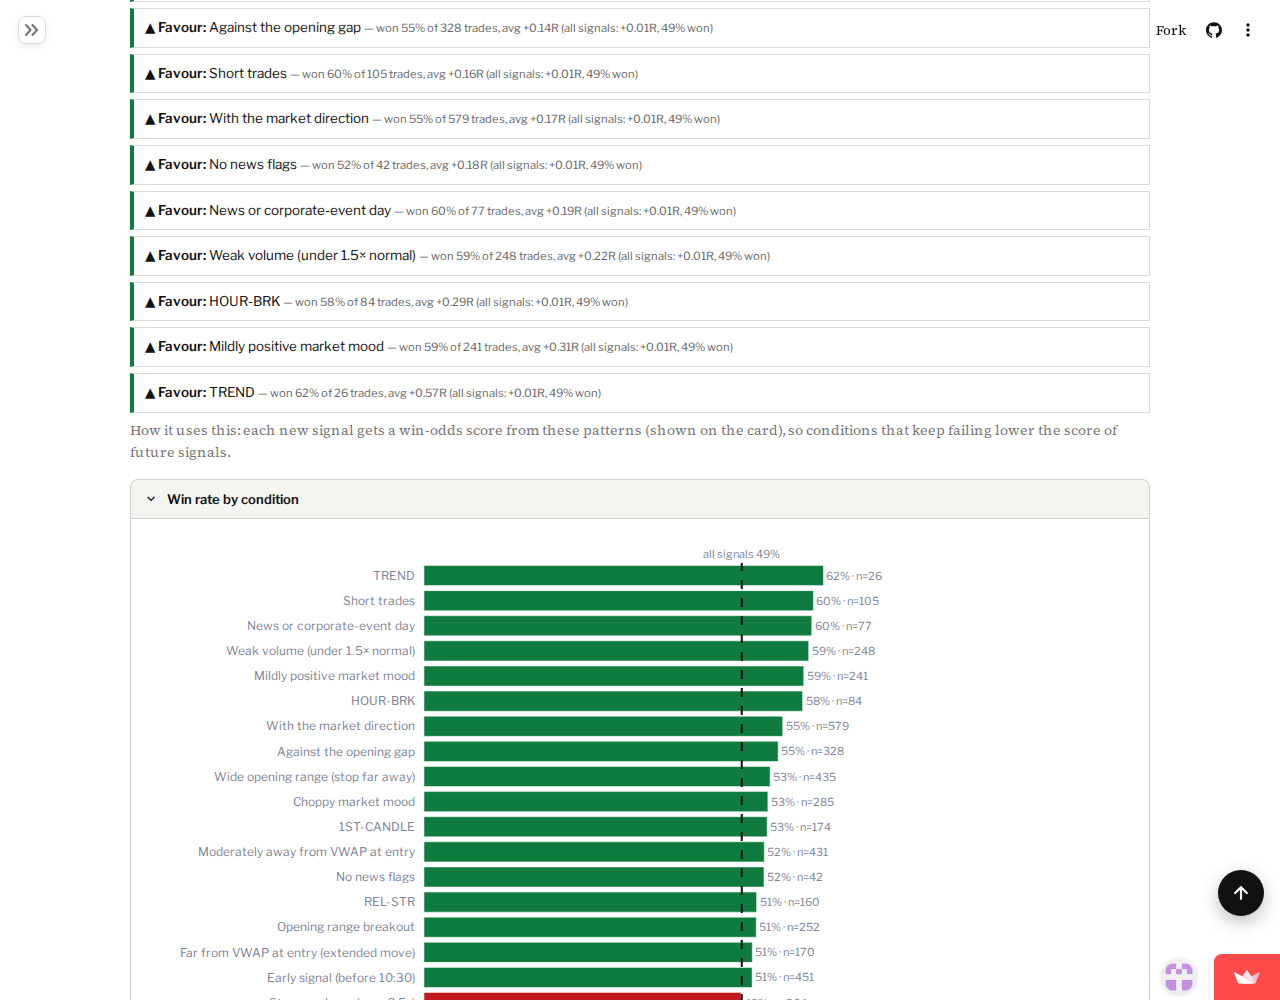 ▲ Favour: Against the opening gap — won 55% of 328 trades, avg +0.14R (all signals: +0.01R, 49% won)
Fork
▲ Favour: Short trades — won 60% of 105 trades, avg +0.16R (all signals: +0.01R, 49% won)
▲ Favour: With the market direction — won 55% of 579 trades, avg +0.17R (all signals: +0.01R, 49% won)
▲ Favour: No news flags — won 52% of 42 trades, avg +0.18R (all signals: +0.01R, 49% won)
▲ Favour: News or corporate-event day — won 60% of 77 trades, avg +0.19R (all signals: +0.01R, 49% won)
▲ Favour: Weak volume (under 1.5× normal) — won 59% of 248 trades, avg +0.22R (all signals: +0.01R, 49% won)
▲ Favour: HOUR-BRK — won 58% of 84 trades, avg +0.29R (all signals: +0.01R, 49% won)
▲ Favour: Mildly positive market mood — won 59% of 241 trades, avg +0.31R (all signals: +0.01R, 49% won)
▲ Favour: TREND — won 62% of 26 trades, avg +0.57R (all signals: +0.01R, 49% won)
How it uses this: each new signal gets a win-odds score from these patterns (shown on the card), so conditions that keep failing lower the score of
future signals.
Win rate by condition
all signals 49%
TREND 62% · n=26
Short trades 60% · n=105
News or corporate-event day 60% · n=77
Weak volume (under 1.5× normal) 59% · n=248
Mildly positive market mood 59% · n=241
HOUR-BRK 58% · n=84
With the market direction 55% · n=579
Against the opening gap 55% · n=328
Wide opening range (stop far away) 53% · n=435
Choppy market mood 53% · n=285
1ST-CANDLE 53% · n=174
Moderately away from VWAP at entry 52% · n=431
No news flags 52% · n=42
REL-STR 51% · n=160
Opening range breakout 51% · n=252
Far from VWAP at entry (extended move) 51% · n=170
Early signal (before 10:30) 51% · n=451